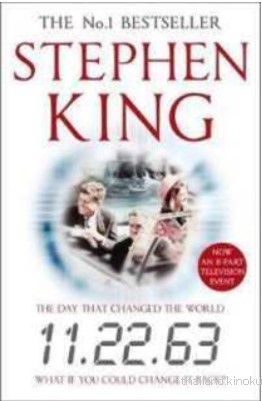 THE No.1 BESTSELLER
STEPHEN
KING
NOW
AN 8-PART
TELEVISION
EVENT
THE DAY THAT CHANGED THE WORLD
11.22.63
WHAT IF YOU COULD CHANGE IT BACK?